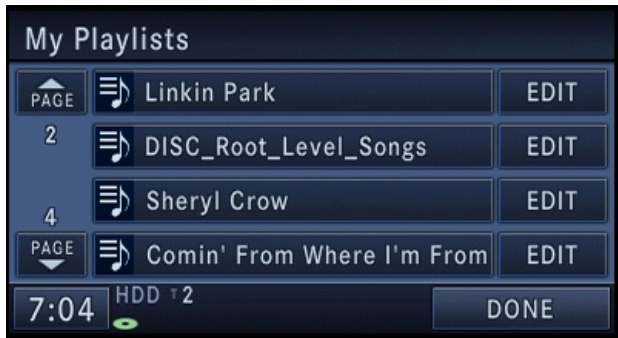 My Playlists
PAGE
Linkin Park
EDIT
2
DISC_Root_Level_Songs
EDIT
Sheryl Crow
EDIT
4
PAGE
Comin' From Where I'm From
EDIT
7:04
HDD T 2
DONE